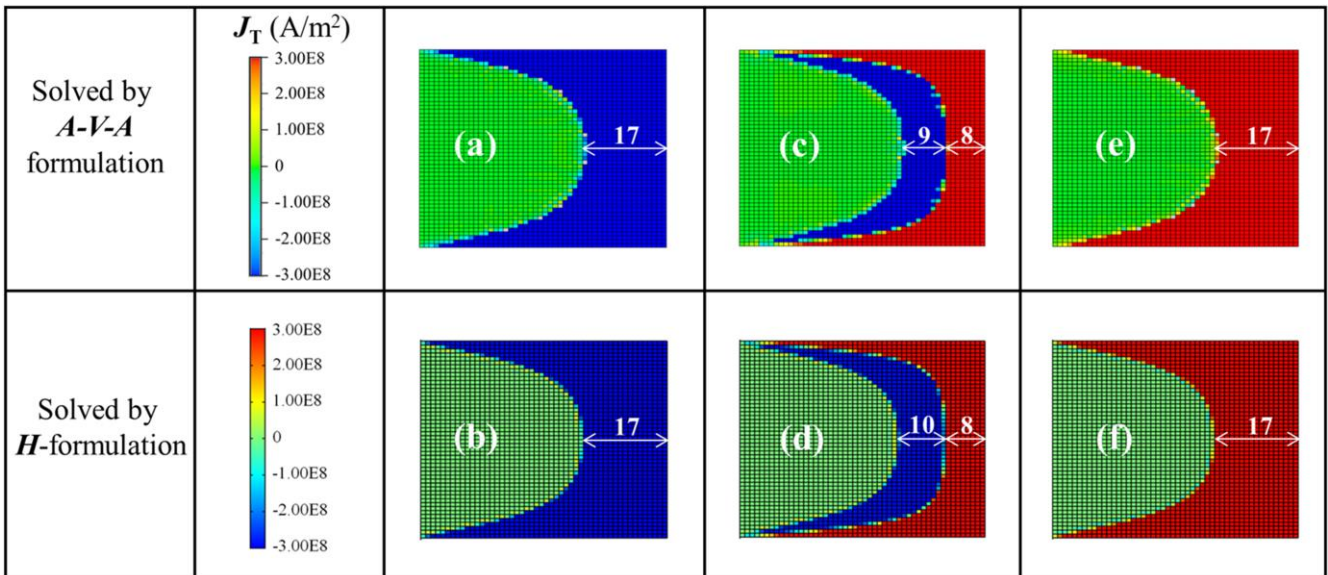 Solved by
A-V-A
formulation
J_T (A/m²)
3.00E8
2.00E8
1.00E8
0
-1.00E8
-2.00E8
-3.00E8
(a)
17
(c)
9
8
(e)
17
Solved by
H-formulation
3.00E8
2.00E8
1.00E8
0
-1.00E8
-2.00E8
-3.00E8
(b)
17
(d)
10
8
(f)
17